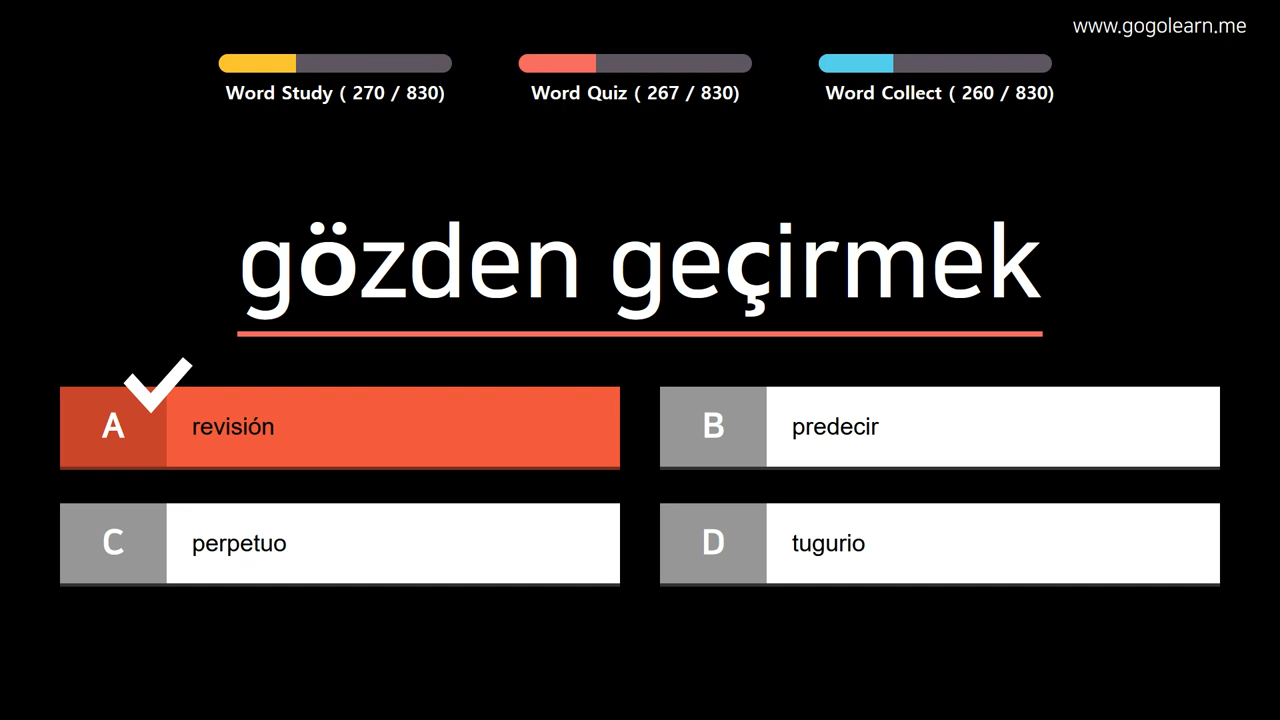 www.gogolearn.me
Word Study ( 270 / 830)
Word Quiz ( 267 / 830)
Word Collect ( 260 / 830)
gözden geçirmek
A revisión
B predecir
C perpetuo
D tugurio